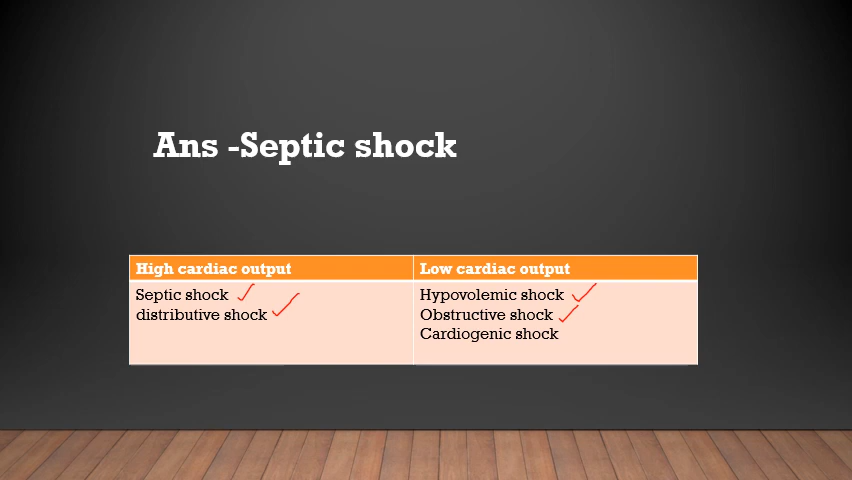 Ans -Septic shock
High cardiac output
Low cardiac output
Septic shock
distributive shock
Hypovolemic shock
Obstructive shock
Cardiogenic shock